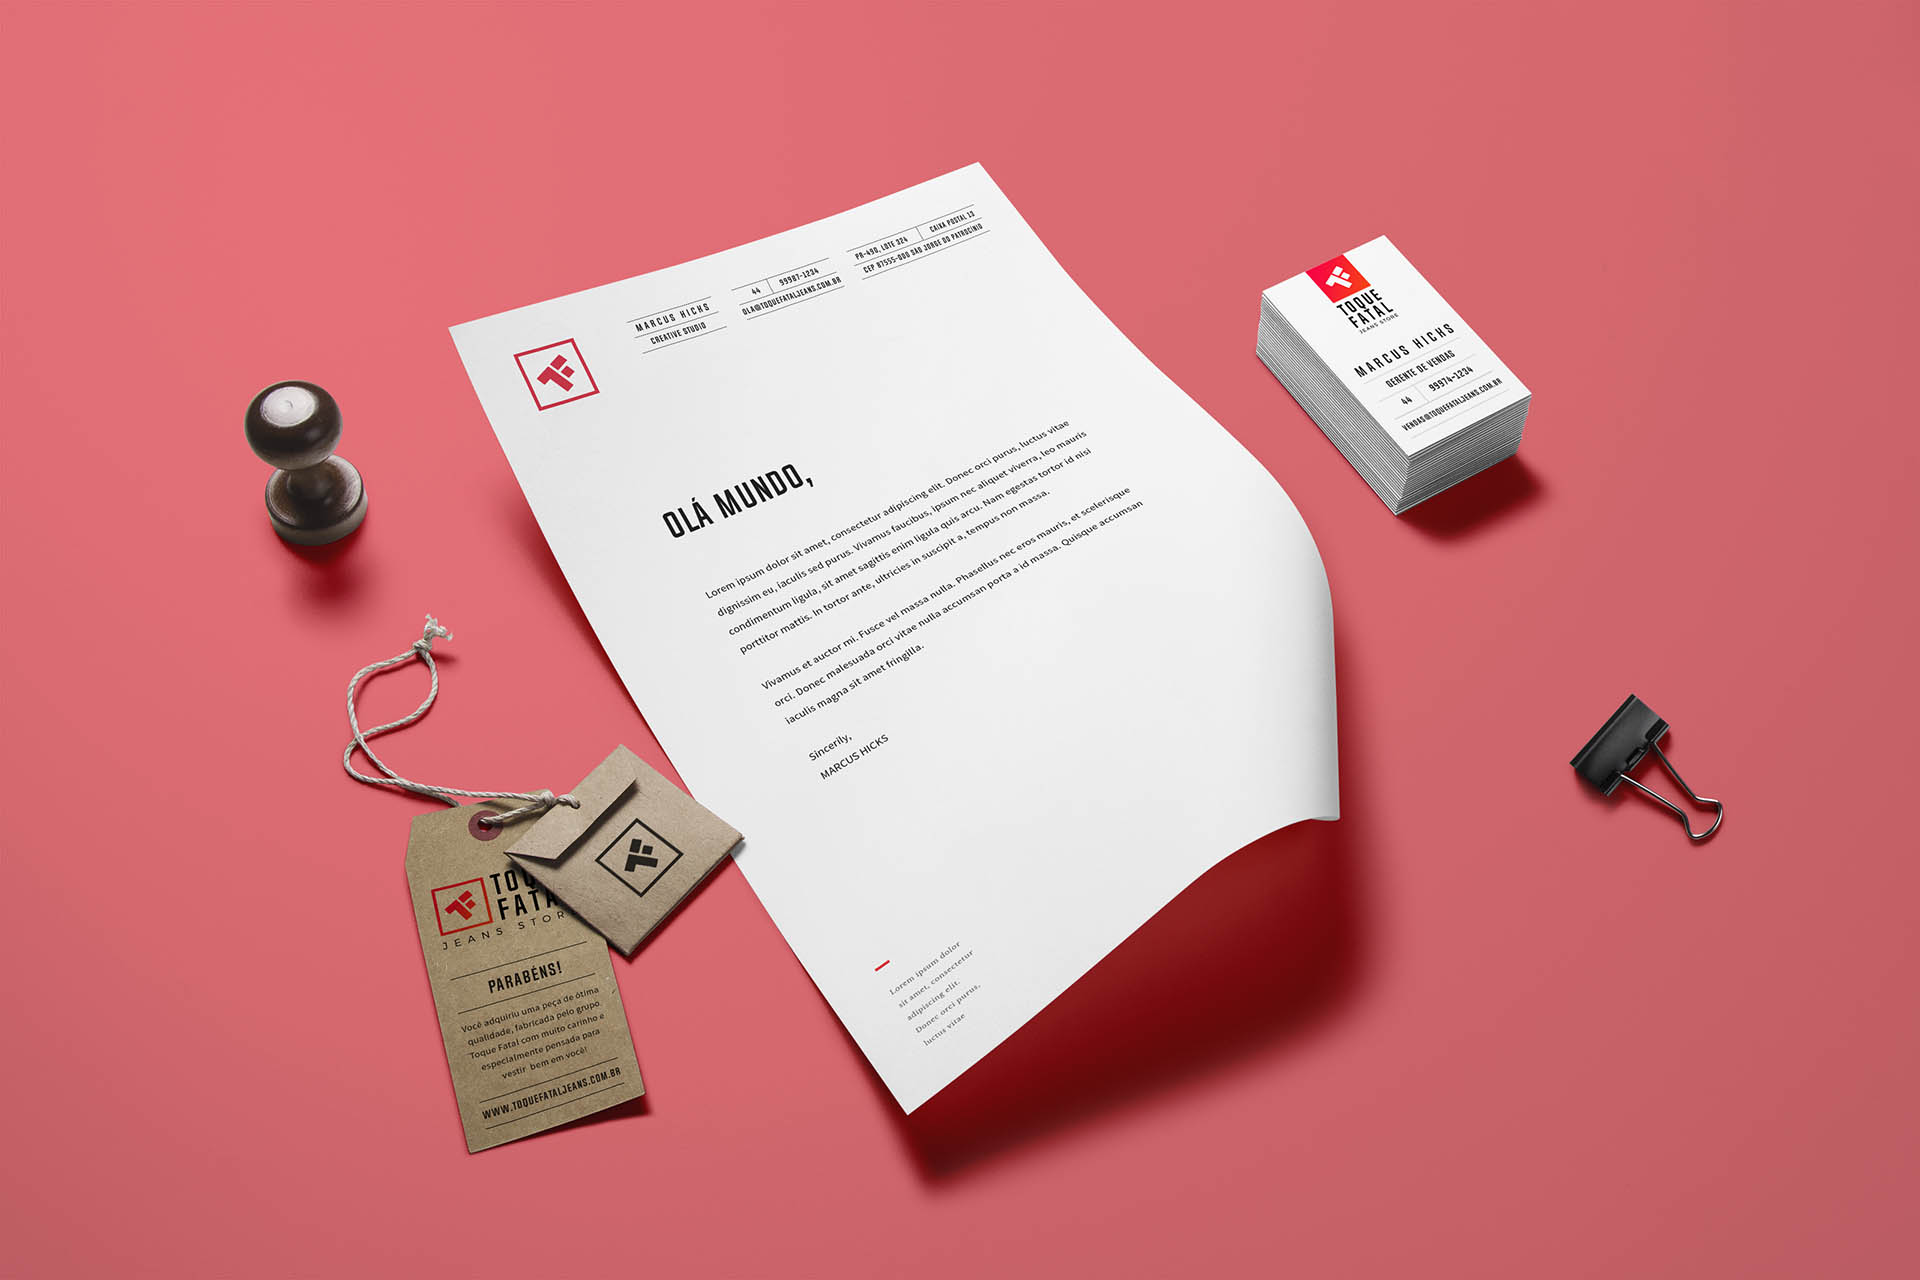 MARCUS HICKS
CREATIVE STUDIO
44 99987-1234
OLA@TOQUEFATALJEANS.COM.BR
PR-490, LOTE 324 CAIXA POSTAL 13
CEP 87555-000 SÃO JORGE DO PATROCÍNIO
OLÁ MUNDO,
Lorem ipsum dolor sit amet, consectetur adipiscing elit. Donec orci purus, luctus vitae
dignissim eu, iaculis sed purus. Vivamus faucibus, ipsum nec aliquet viverra, leo mauris
condimentum ligula, sit amet sagittis enim ligula quis arcu. Nam egestas tortor id nisi
porttitor mattis. In tortor ante, ultricies in suscipit a, tempus non massa.
Vivamus et auctor mi. Fusce vel massa nulla. Phasellus nec eros mauris, et scelerisque
orci. Donec malesuada orci vitae nulla accumsan porta a id massa. Quisque accumsan
iaculis magna sit amet fringilla.
Sincerily,
MARCUS HICKS
Lorem ipsum dolor
sit amet, consectetur
adipiscing elit.
Donec orci purus,
luctus vitae
TOQUE
FATAL
JEANS STORE
MARCUS HICHS
GERENTE DE VENDAS
44 99974-1234
VENDAS@TOQUEFATALJEANS.COM.BR
TOQ
FATA
JEANS STOR
PARABÉNS!
Você adquiriu uma peça de ótima
qualidade, fabricada pelo grupo
Toque Fatal com muito carinho e
especialmente pensada para
vestir bem em você!
WWW.TOQUEFATALJEANS.COM.BR